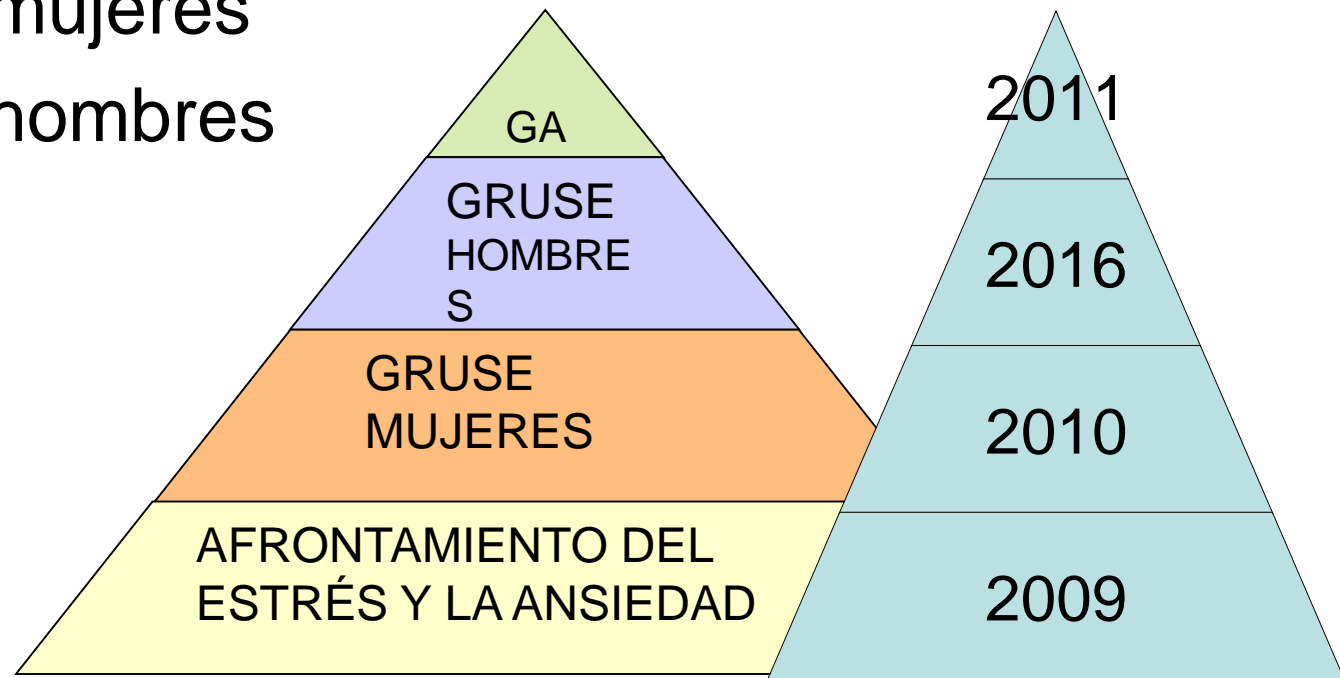 mujeres
hombres
GA
GRUSE
HOMBRE
S
GRUSE
MUJERES
AFRONTAMIENTO DEL
ESTRÉS Y LA ANSIEDAD
2011
2016
2010
2009